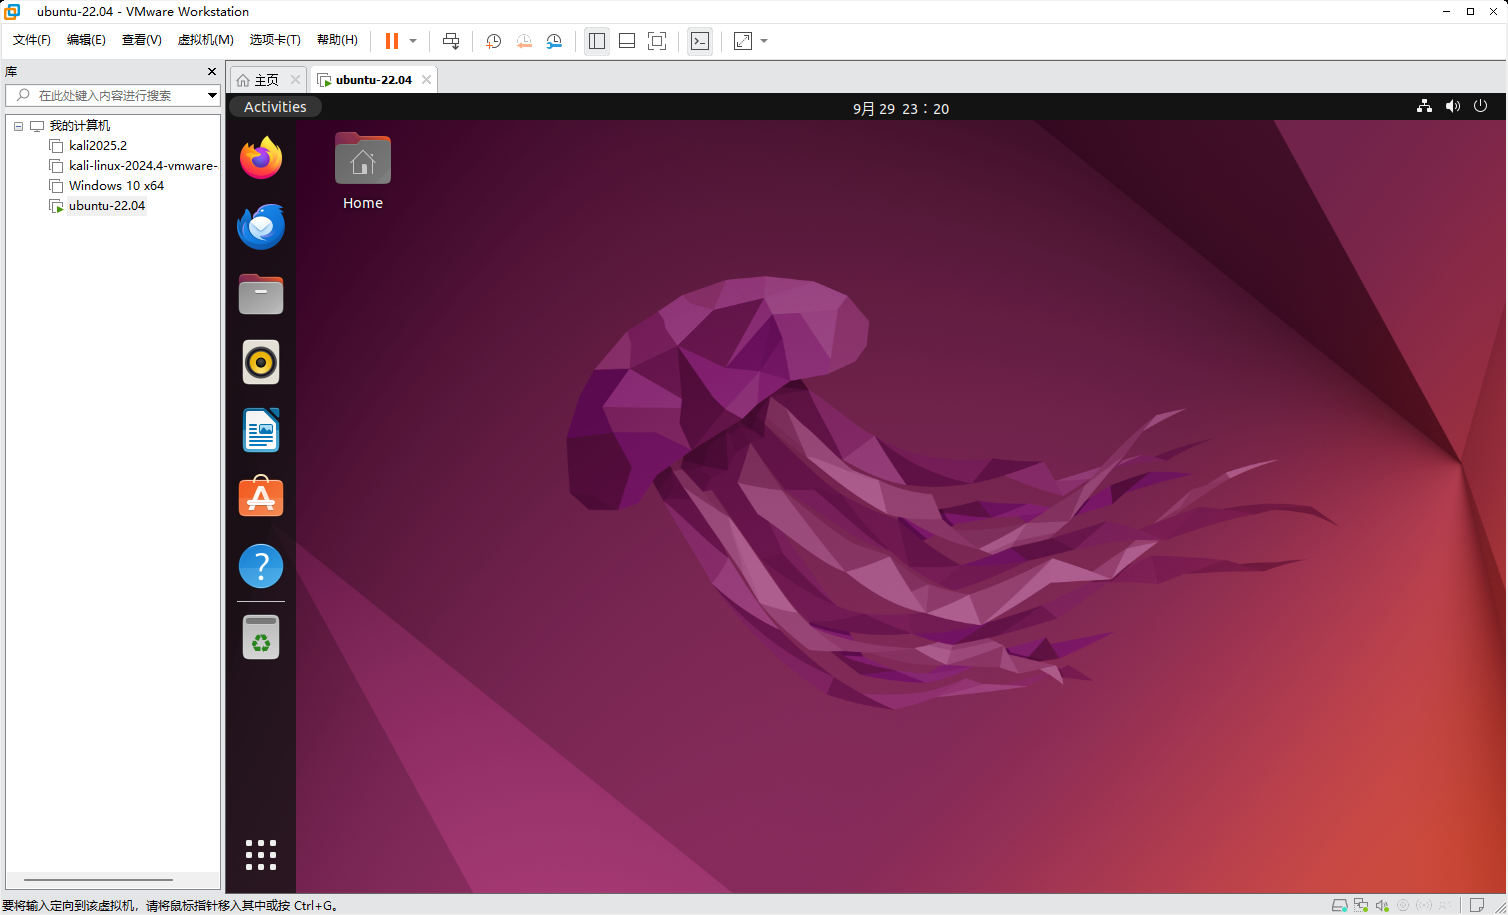 ubuntu-22.04 - VMware Workstation
文件(F) 编辑(E) 查看(V) 虚拟机(M) 选项卡(T) 帮助(H)
库
在此处键入内容进行搜索
我的计算机
kali2025.2
kali-linux-2024.4-vmware-
Windows 10 x64
ubuntu-22.04
主页 ubuntu-22.04
Activities
9月 29 23：20
Home
要将输入定向到该虚拟机，请将鼠标指针移入其中或按 Ctrl+G。